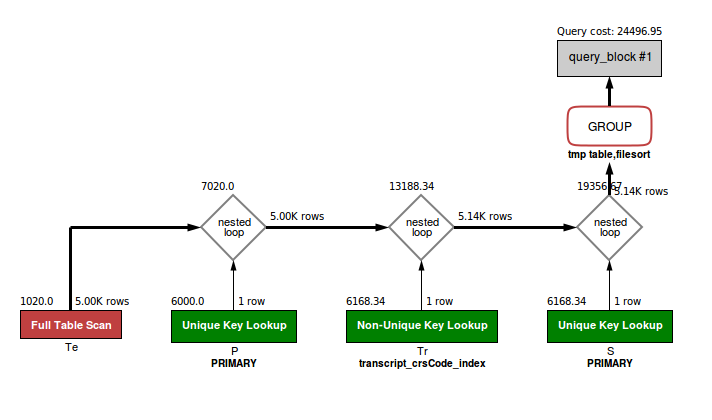 Query cost: 24496.95
query_block #1
GROUP
tmp table,filesort
7020.0
13188.34
19356.67
5.14K rows
nested
loop
5.00K rows
nested
loop
5.14K rows
nested
loop
1020.0
5.00K rows
6000.0
1 row
6168.34
1 row
6168.34
1 row
Full Table Scan
Unique Key Lookup
Non-Unique Key Lookup
Unique Key Lookup
Te
P
Tr
S
PRIMARY
transcript_crsCode_index
PRIMARY